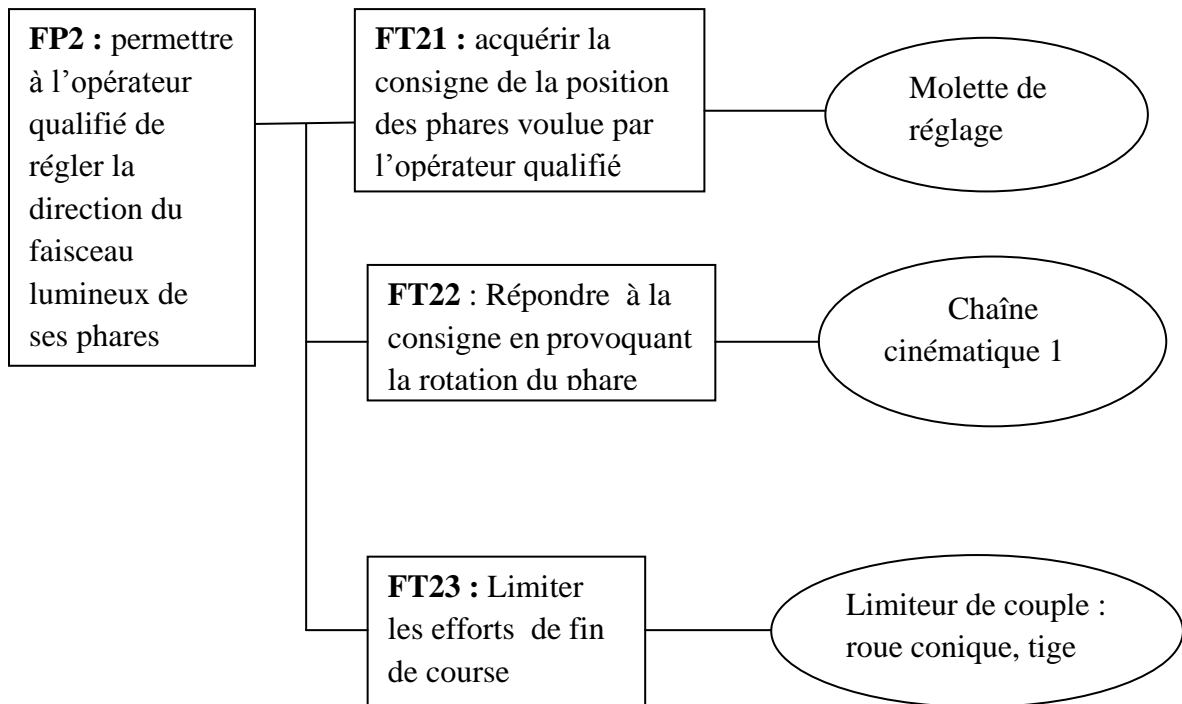 FP2 : permettre
à l’opérateur
qualifié de
régler la
direction du
faisceau
lumineux de
ses phares
FT21 : acquérir la
consigne de la position
des phares voulue par
l’opérateur qualifié
Molette de
réglage
FT22 : Répondre à la
consigne en provoquant
la rotation du phare
Chaîne
cinématique 1
FT23 : Limiter
les efforts de fin
de course
Limiteur de couple :
roue conique, tige